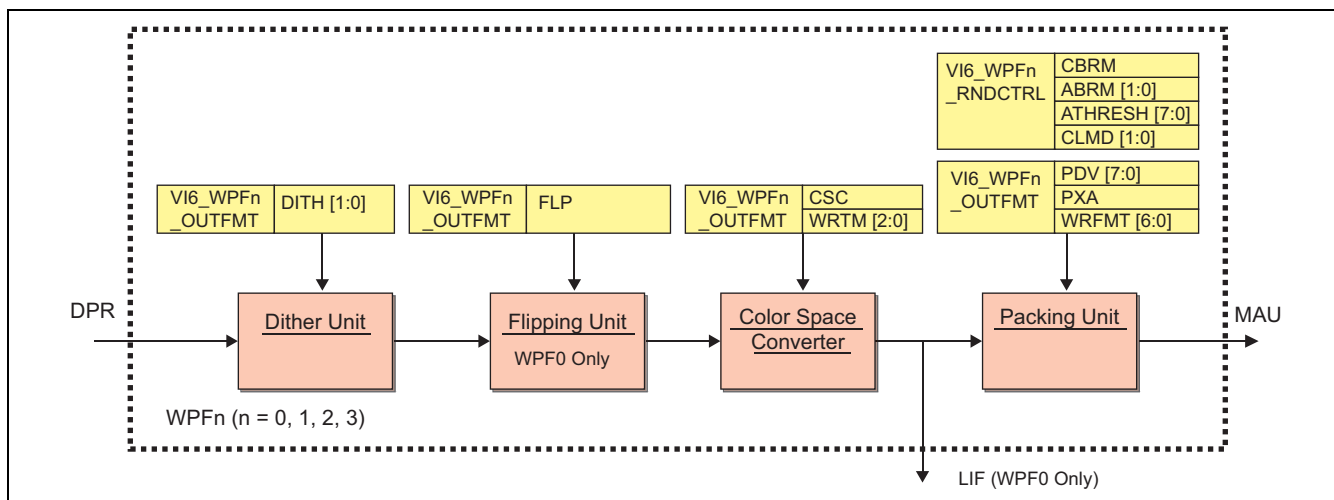 VI6_WPFn
_RNDCTRL
CBRM
ABRM [1:0]
ATHRESH [7:0]
CLMD [1:0]
VI6_WPFn
_OUTFMT
DITH [1:0]
VI6_WPFn
_OUTFMT
FLP
VI6_WPFn
_OUTFMT
CSC
WRTM [2:0]
VI6_WPFn
_OUTFMT
PDV [7:0]
PXA
WRFMT [6:0]
DPR
Dither Unit
Flipping Unit
WPF0 Only
Color Space
Converter
Packing Unit
MAU
WPFn (n = 0, 1, 2, 3)
LIF (WPF0 Only)